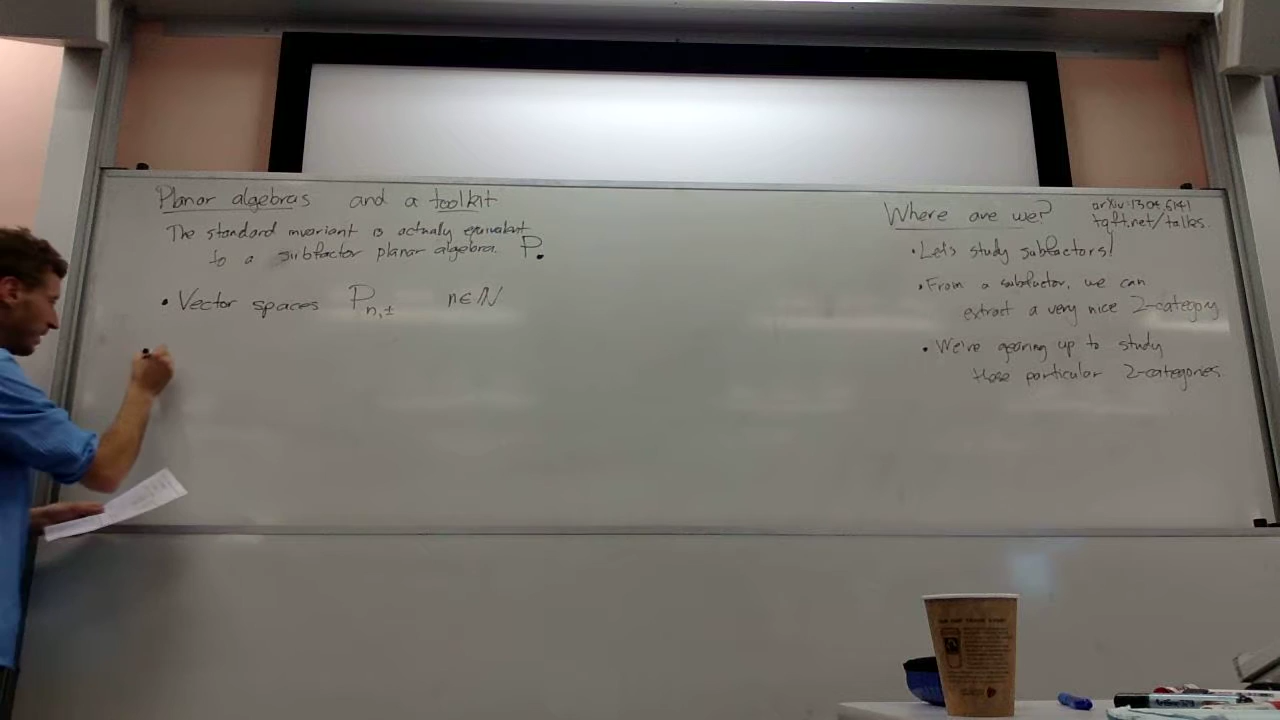 Planar algebras and a toolkit
The standard invariant is actually equivalent
to a subfactor planar algebra. P.
• Vector spaces P n,± n∈ℕ
Where are we?
arXiv:1304.6141
tqft.net/talks
• Let's study subfactors!
• From a subfactor, we can
extract a very nice 2-category
• We're gearing up to study
these particular 2-categories